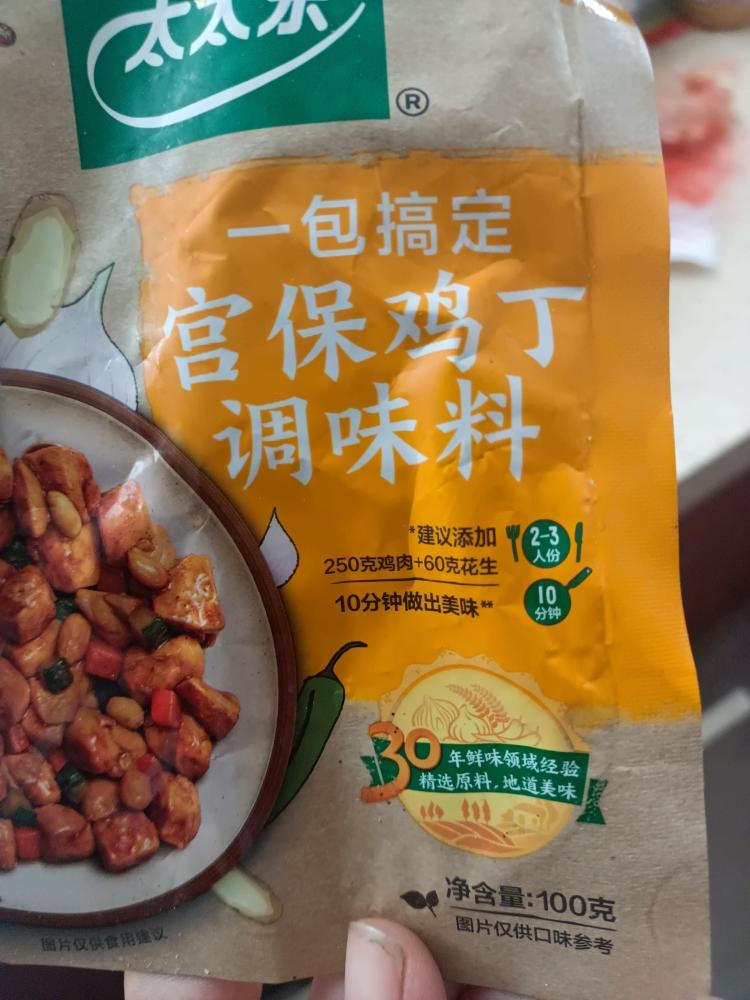 太太乐
®
一包搞定
宫保鸡丁
调味料
*建议添加
250克鸡肉+60克花生
10分钟做出美味**
2-3
人份
10
分钟
30年鲜味领域经验
精选原料,地道美味
净含量:100克
图片仅供口味参考
图片仅供食用建议